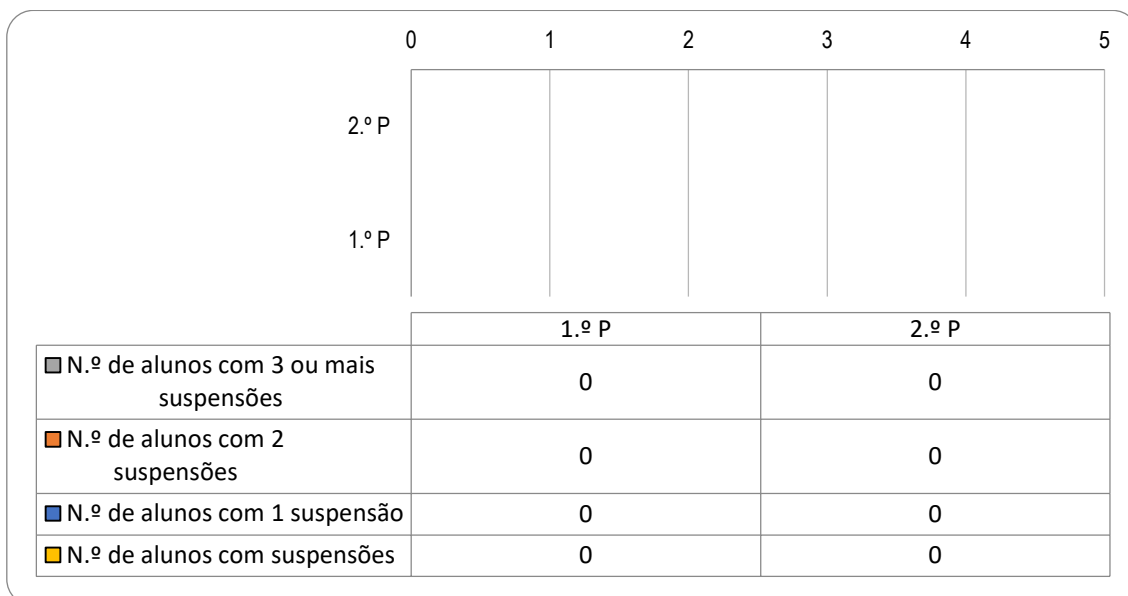 0 1 2 3 4 5
2.º P
1.º P
1.º P 2.º P
N.º de alunos com 3 ou mais
suspensões
0 0
N.º de alunos com 2
suspensões
0 0
N.º de alunos com 1 suspensão 0 0
N.º de alunos com suspensões 0 0